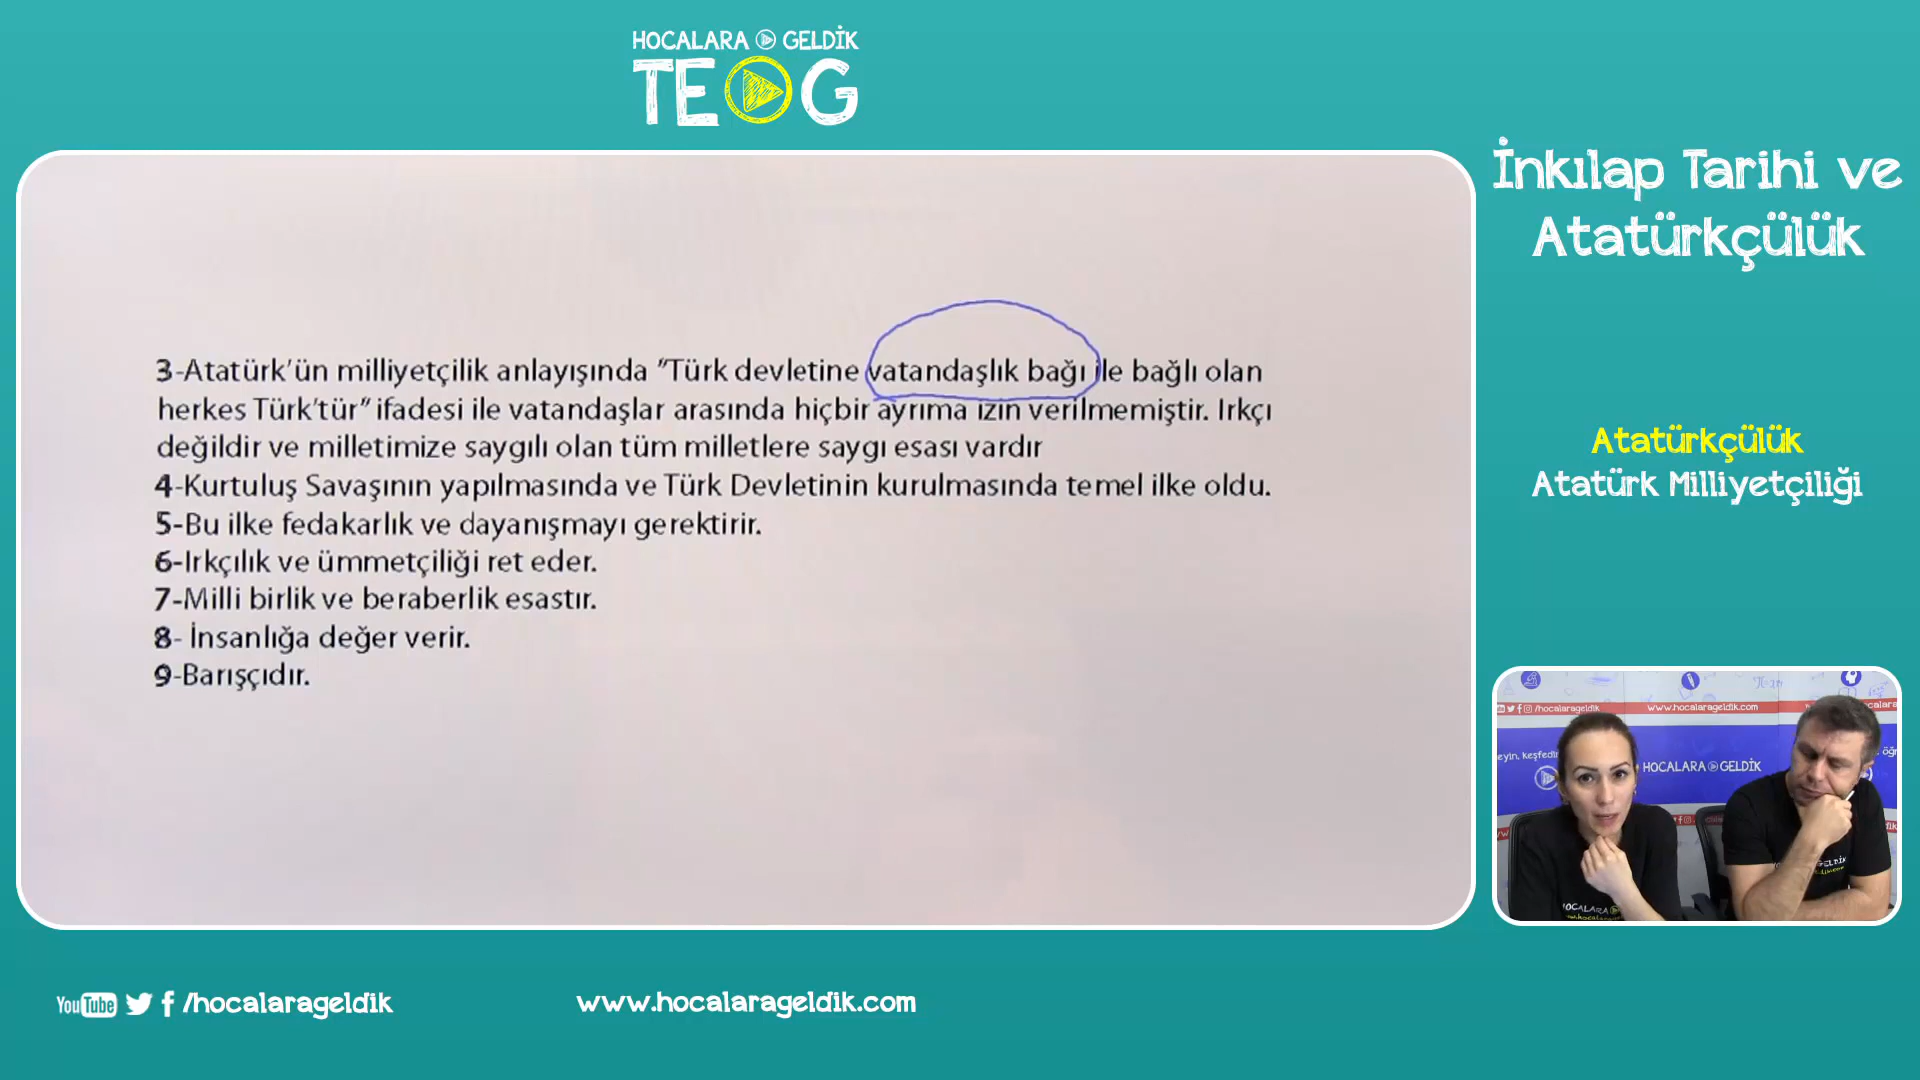 HOCALARA GELDİK
TEOG
İnkılap Tarihi ve
Atatürkçülük
3-Atatürk'ün milliyetçilik anlayışında "Türk devletine vatandaşlık bağı ile bağlı olan
herkes Türk'tür" ifadesi ile vatandaşlar arasında hiçbir ayrıma izin verilmemiştir. Irkçı
değildir ve milletimize saygılı olan tüm milletlere saygı esası vardır
4-Kurtuluş Savaşının yapılmasında ve Türk Devletinin kurulmasında temel ilke oldu.
5-Bu ilke fedakarlık ve dayanışmayı gerektirir.
6-Irkçılık ve ümmetçiliği ret eder.
7-Milli birlik ve beraberlik esastır.
8- İnsanlığa değer verir.
9-Barışçıdır.
Atatürkçülük
Atatürk Milliyetçiliği
/hocalarageldik
www.hocalarageldik.com
HOCALARA GELDİK
HOCALARA
YouTube /hocalarageldik
www.hocalarageldik.com